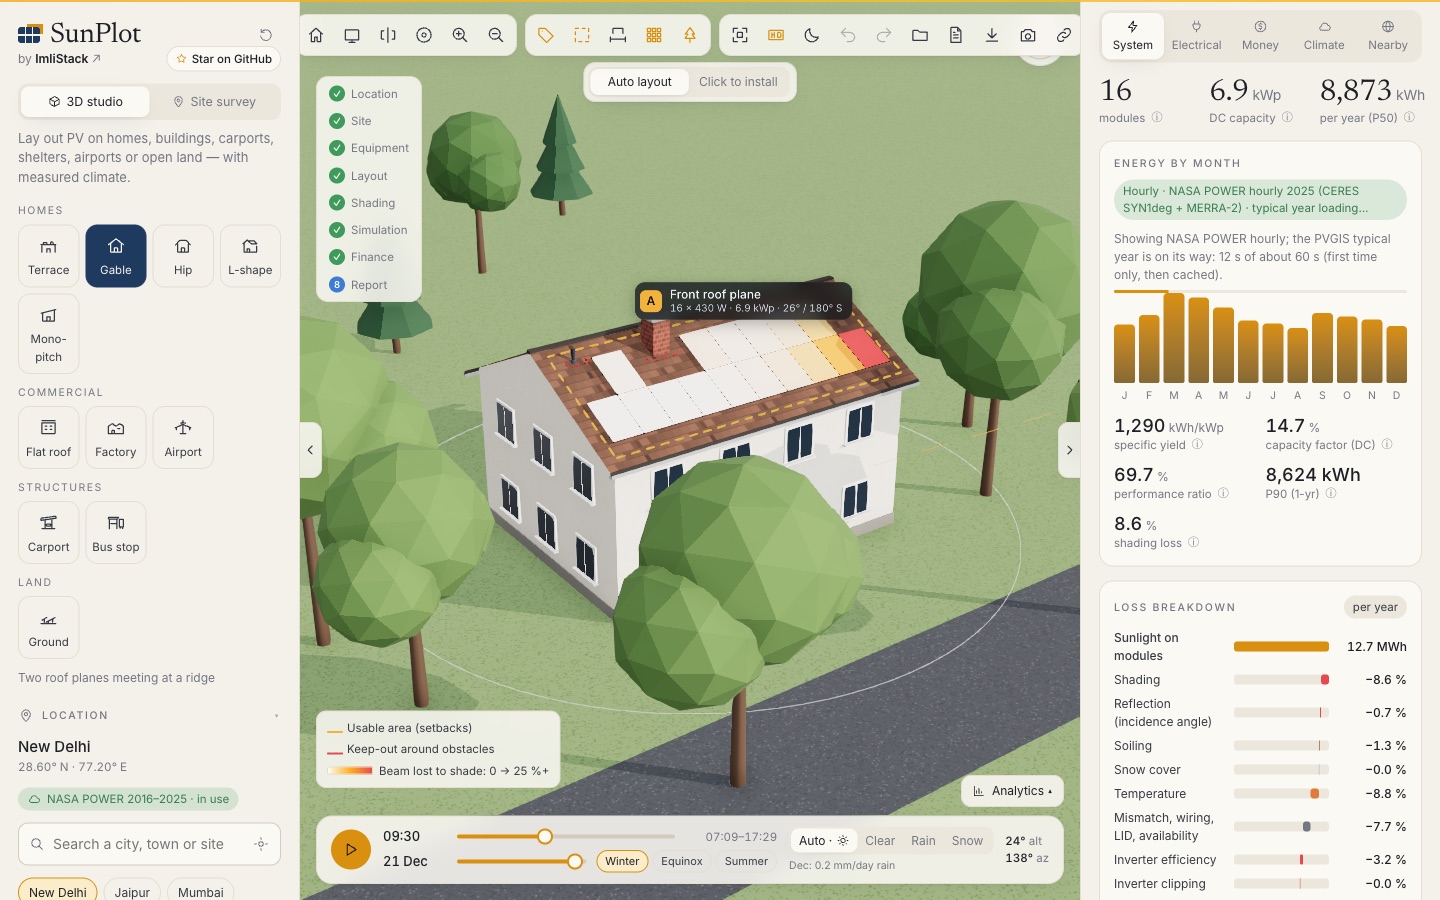 SunPlot
by ImliStack ↗
Star on GitHub
3D studio
Site survey
Lay out PV on homes, buildings, carports,
shelters, airports or open land — with
measured climate.
HOMES
Terrace
Gable
Hip
L-shape
Mono-
pitch
COMMERCIAL
Flat roof
Factory
Airport
STRUCTURES
Carport
Bus stop
LAND
Ground
Two roof planes meeting at a ridge
LOCATION
New Delhi
28.60° N · 77.20° E
NASA POWER 2016–2025 · in use
Search a city, town or site
New Delhi
Jaipur
Mumbai
HD
Auto layout
Click to install
Location
Site
Equipment
Layout
Shading
Simulation
Finance
8 Report
A Front roof plane
16 × 430 W · 6.9 kWp · 26° / 180° S
Usable area (setbacks)
Keep-out around obstacles
Beam lost to shade: 0 → 25 %+
Analytics
09:30
07:09–17:29
21 Dec
Winter
Equinox
Summer
Auto ·
Clear
Rain
Snow
Dec: 0.2 mm/day rain
24° alt
138° az
System
Electrical
Money
Climate
Nearby
16
modules
6.9 kWp
DC capacity
8,873 kWh
per year (P50)
ENERGY BY MONTH
Hourly · NASA POWER hourly 2025 (CERES
SYN1deg + MERRA-2) · typical year loading…
Showing NASA POWER hourly; the PVGIS typical
year is on its way: 12 s of about 60 s (first time
only, then cached).
J F M A M J J A S O N D
1,290 kWh/kWp
specific yield
14.7 %
capacity factor (DC)
69.7 %
performance ratio
8,624 kWh
P90 (1-yr)
8.6 %
shading loss
LOSS BREAKDOWN
per year
Sunlight on
modules
12.7 MWh
Shading
−8.6 %
Reflection
(incidence angle)
−0.7 %
Soiling
−1.3 %
Snow cover
−0.0 %
Temperature
−8.8 %
Mismatch, wiring,
LID, availability
−7.7 %
Inverter efficiency
−3.2 %
Inverter clipping
−0.0 %